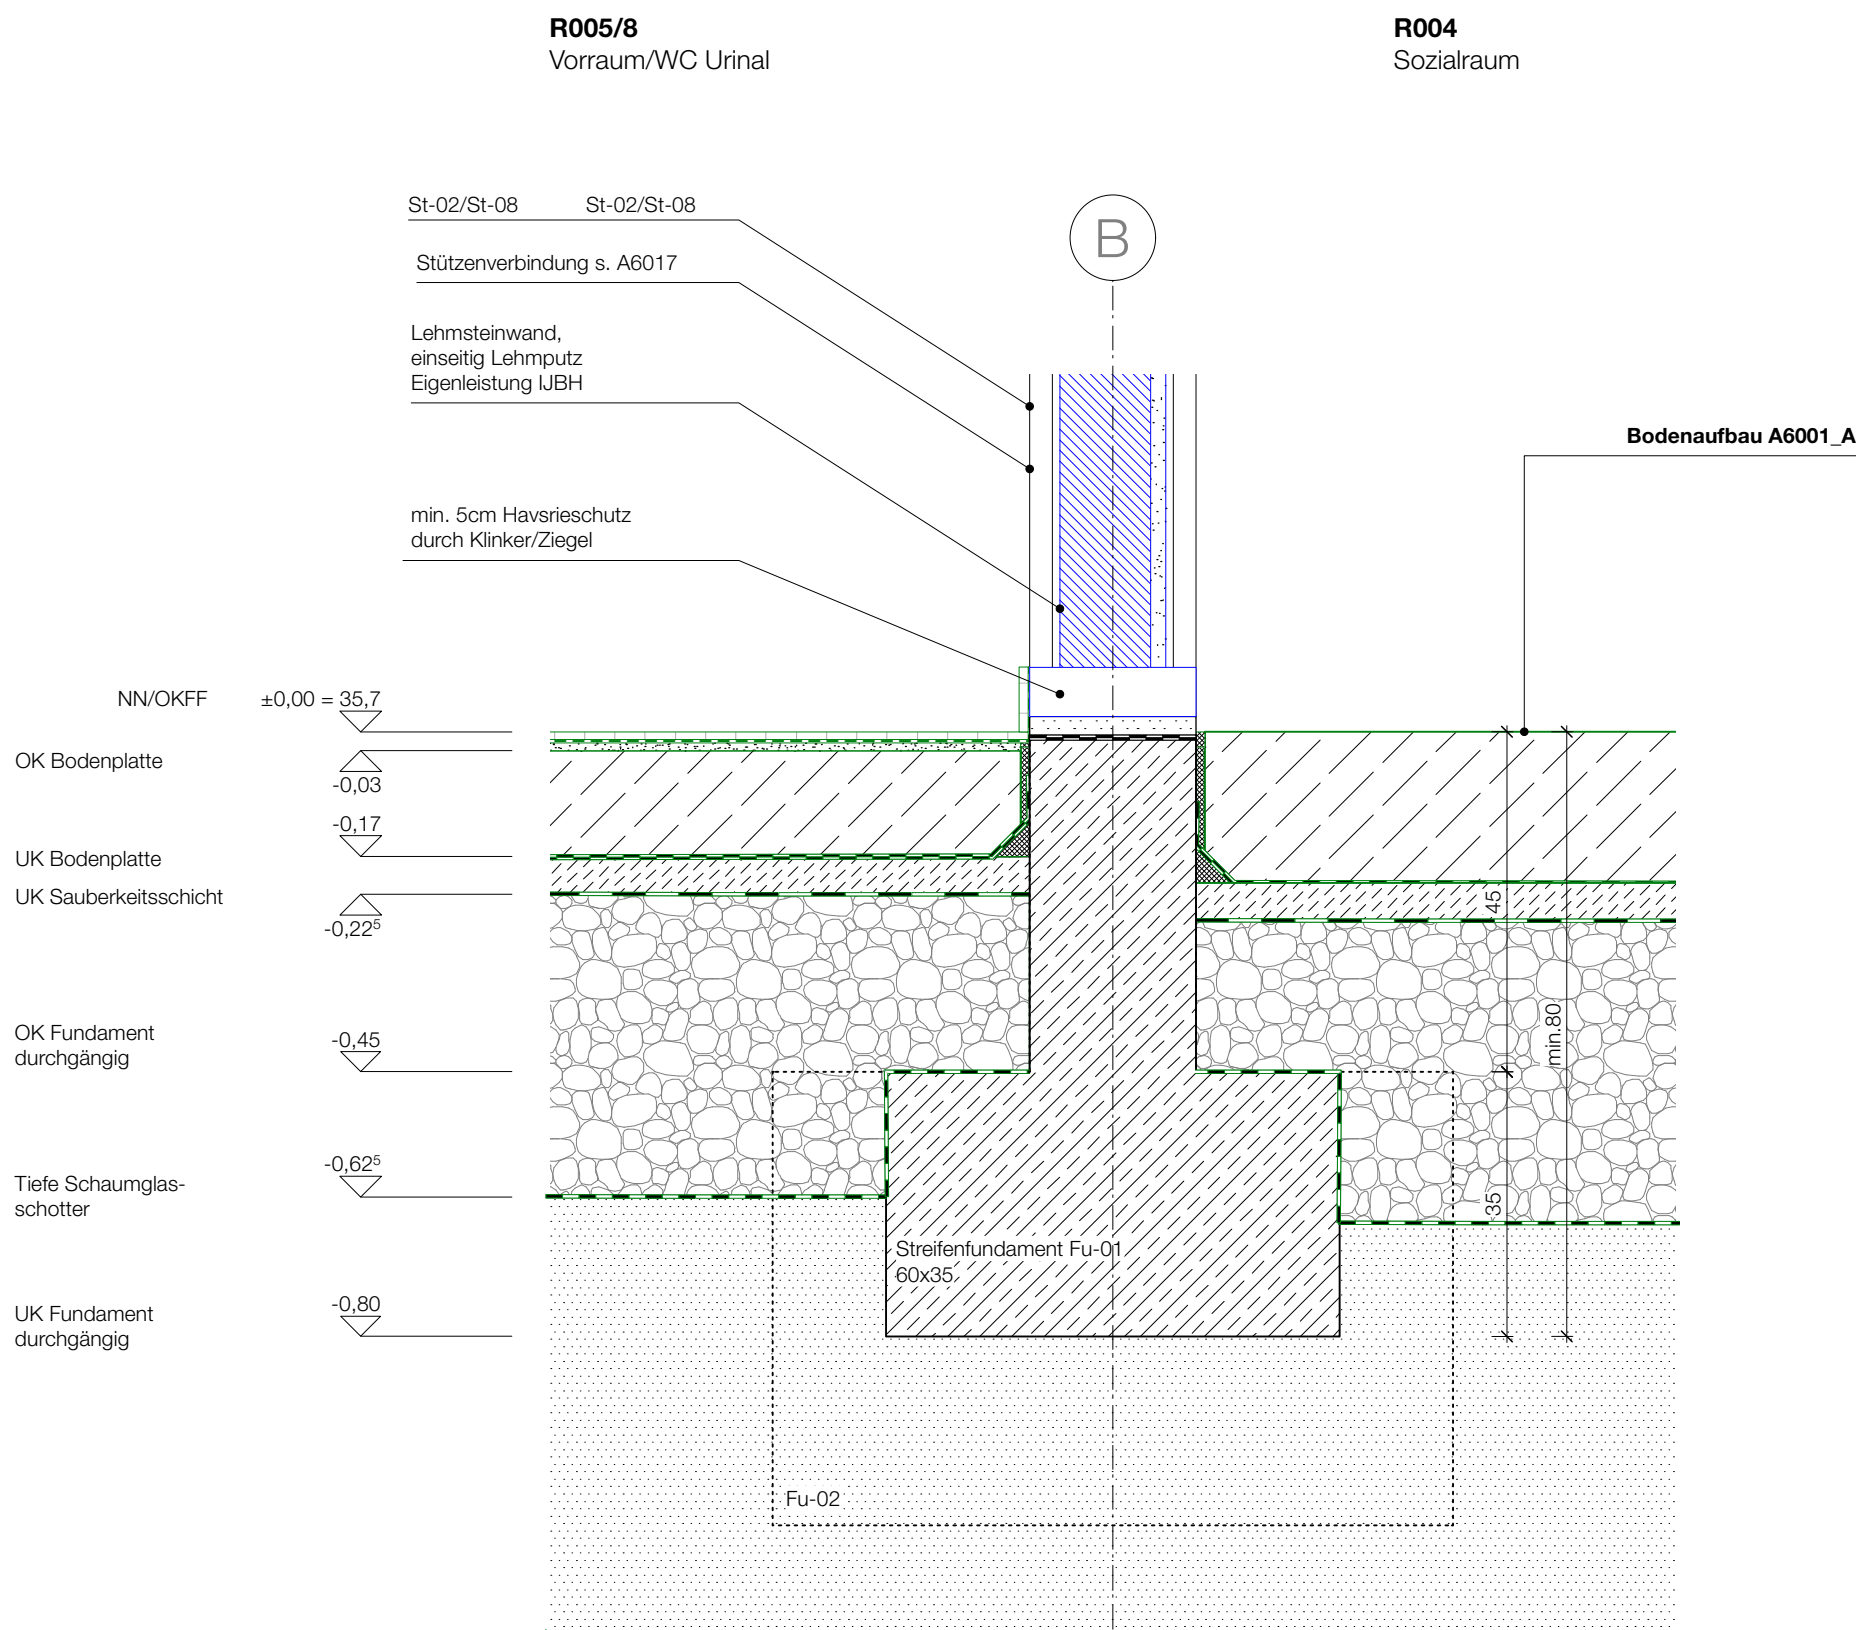 R005/8
Vorraum/WC Urinal
R004
Sozialraum
St-02/St-08 St-02/St-08
B
Stützenverbindung s. A6017
Lehmsteinwand,
einseitig Lehmputz
Eigenleistung IJBH
Bodenaufbau A6001_A
min. 5cm Havsrieschutz
durch Klinker/Ziegel
NN/OKFF ±0,00 = 35,7
OK Bodenplatte
-0,03
-0,17
UK Bodenplatte
UK Sauberkeitsschicht
-0,22⁵
45
OK Fundament
durchgängig
-0,45
min.80
-0,62⁵
Tiefe Schaumglas-
schotter
35
Streifenfundament Fu-01
60x35
UK Fundament
durchgängig
-0,80
Fu-02